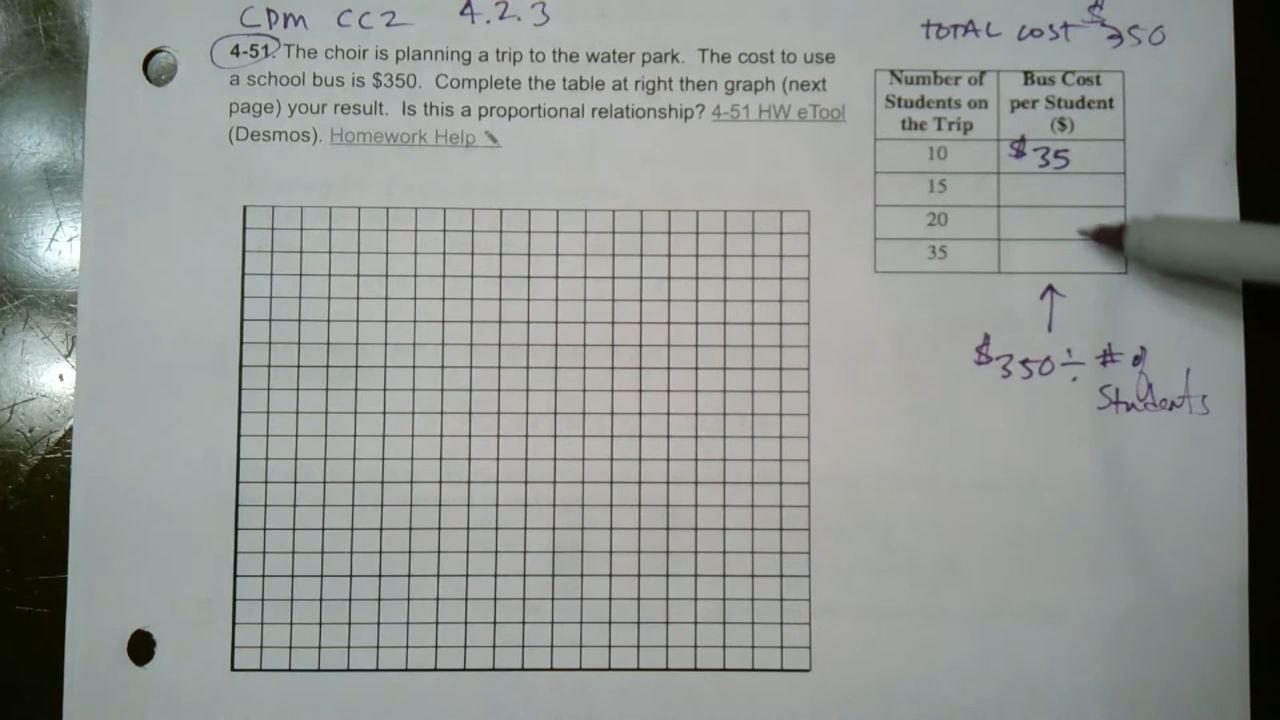 CPM CC2 4.2.3
TOTAL COST $350
4-51. The choir is planning a trip to the water park. The cost to use
a school bus is $350. Complete the table at right then graph (next
page) your result. Is this a proportional relationship? 4-51 HW eTool
(Desmos). Homework Help ✎
Number of Students on the Trip
Bus Cost per Student ($)
10 $35
15
20
35
↑
$350 ÷ # of
Students